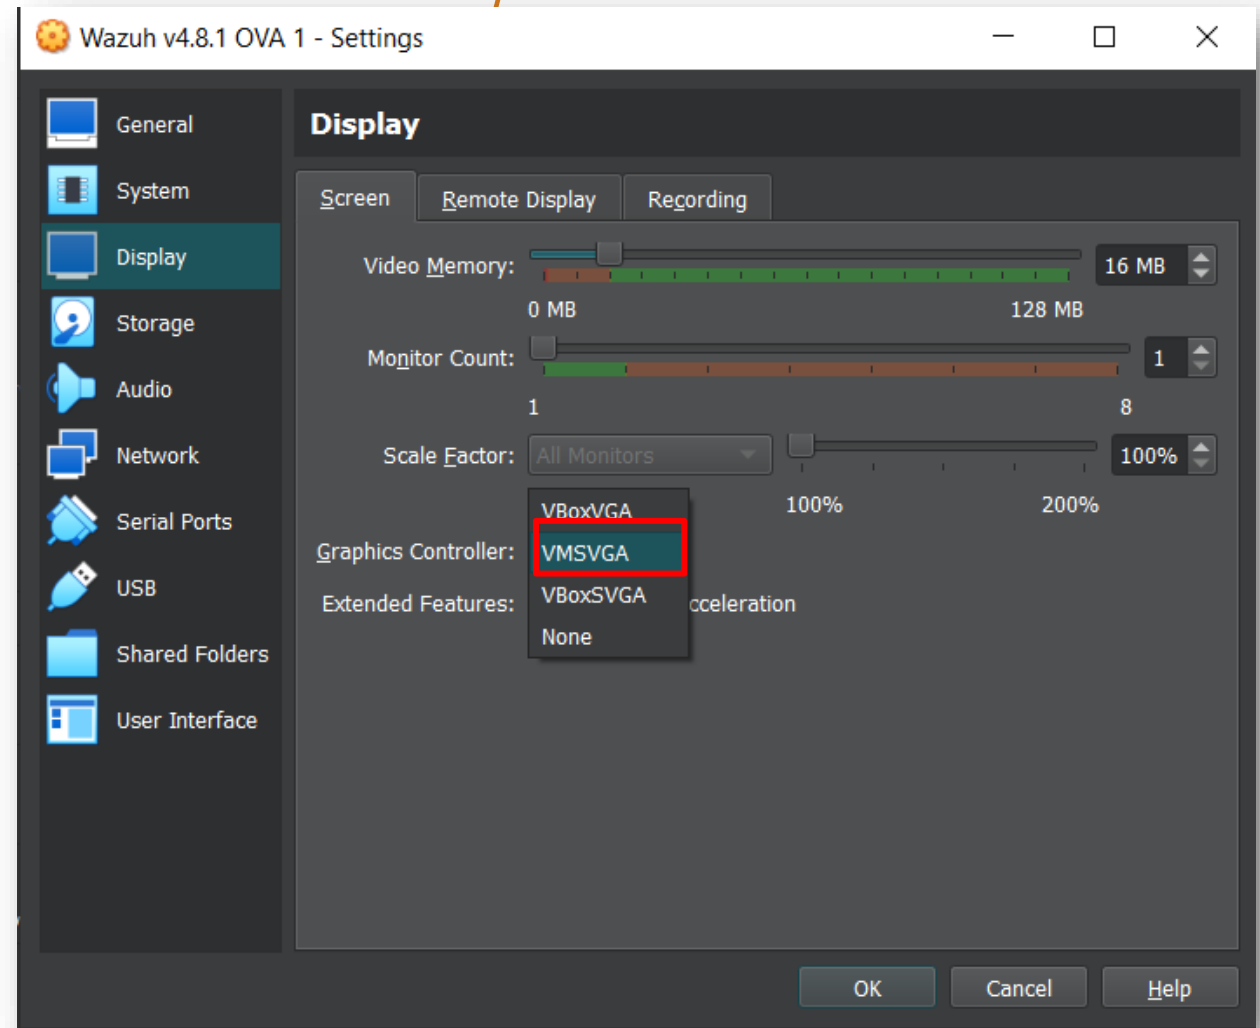 Wazuh v4.8.1 OVA 1 - Settings
General
System
Display
Storage
Audio
Network
Serial Ports
USB
Shared Folders
User Interface
Display
Screen Remote Display Recording
Video Memory: 16 MB
0 MB 128 MB
Monitor Count: 1
1 8
Scale Factor: All Monitors 100%
100% 200%
VBoxVGA
Graphics Controller: VMSVGA
Extended Features: VBoxSVGA cceleration
None
OK Cancel Help